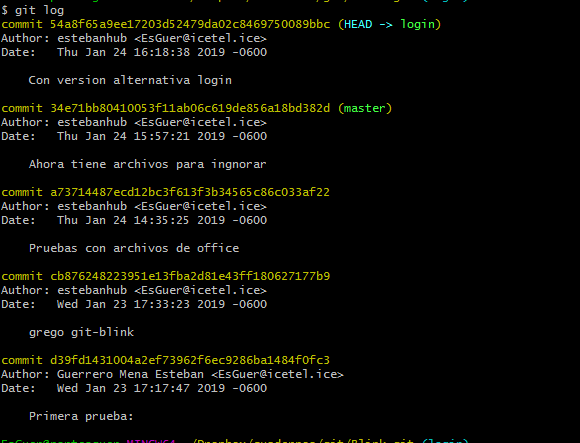 $ git log
commit 54a8f65a9ee17203d52479da02c8469750089bbc (HEAD -> login)
Author: estebanhub <EsGuer@icetel.ice>
Date:   Thu Jan 24 16:18:38 2019 -0600
Con version alternativa login
commit 34e71bb80410053f11ab06c619de856a18bd382d (master)
Author: estebanhub <EsGuer@icetel.ice>
Date:   Thu Jan 24 15:57:21 2019 -0600
Ahora tiene archivos para ingnorar
commit a73714487ecd12bc3f613f3b34565c86c033af22
Author: estebanhub <EsGuer@icetel.ice>
Date:   Thu Jan 24 14:35:25 2019 -0600
Pruebas con archivos de office
commit cb876248223951e13fba2d81e43ff180627177b9
Author: estebanhub <EsGuer@icetel.ice>
Date:   Wed Jan 23 17:33:23 2019 -0600
grego git-blink
commit d39fd1431004a2ef73962f6ec9286ba1484f0fc3
Author: Guerrero Mena Esteban <EsGuer@icetel.ice>
Date:   Wed Jan 23 17:17:47 2019 -0600
Primera prueba: